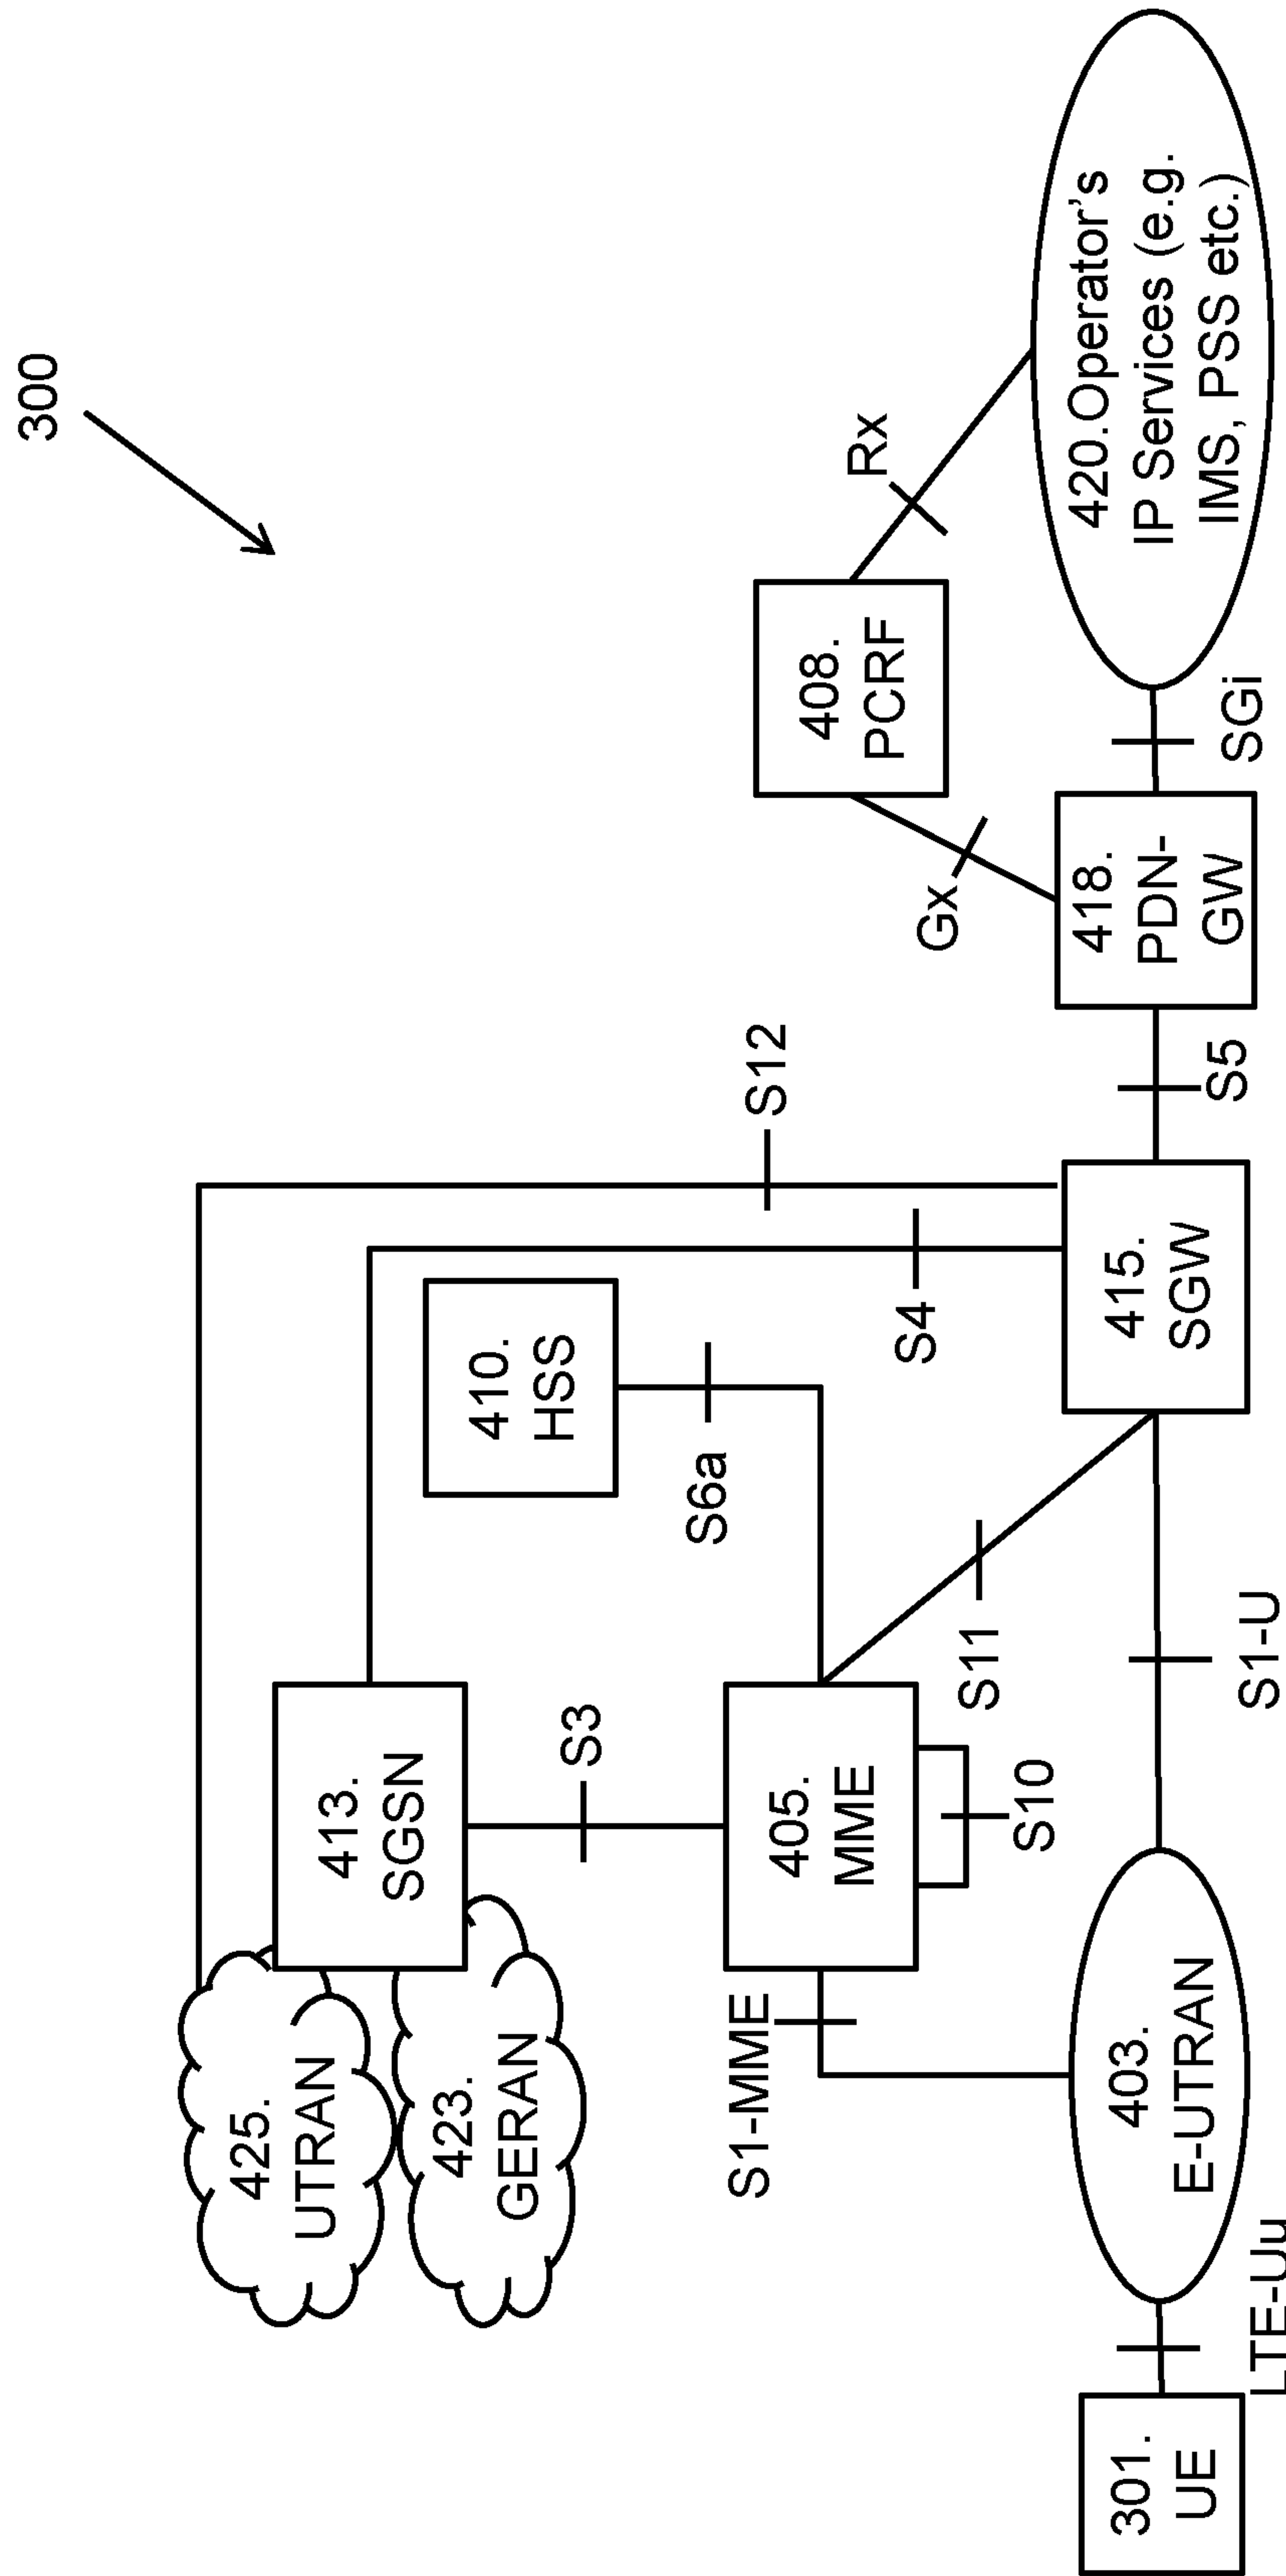 300
425.
UTRAN
413.
SGSN
423.
GERAN
410.
HSS
S12
S3
S6a
S4
408.
PCRF
Rx
Gx
S1-MME
405.
MME
S11
S10
301.
UE
LTE-Uu
403.
E-UTRAN
S1-U
415.
SGW
S5
418.
PDN-
GW
SGi
420.Operator's
IP Services (e.g.
IMS, PSS etc.)